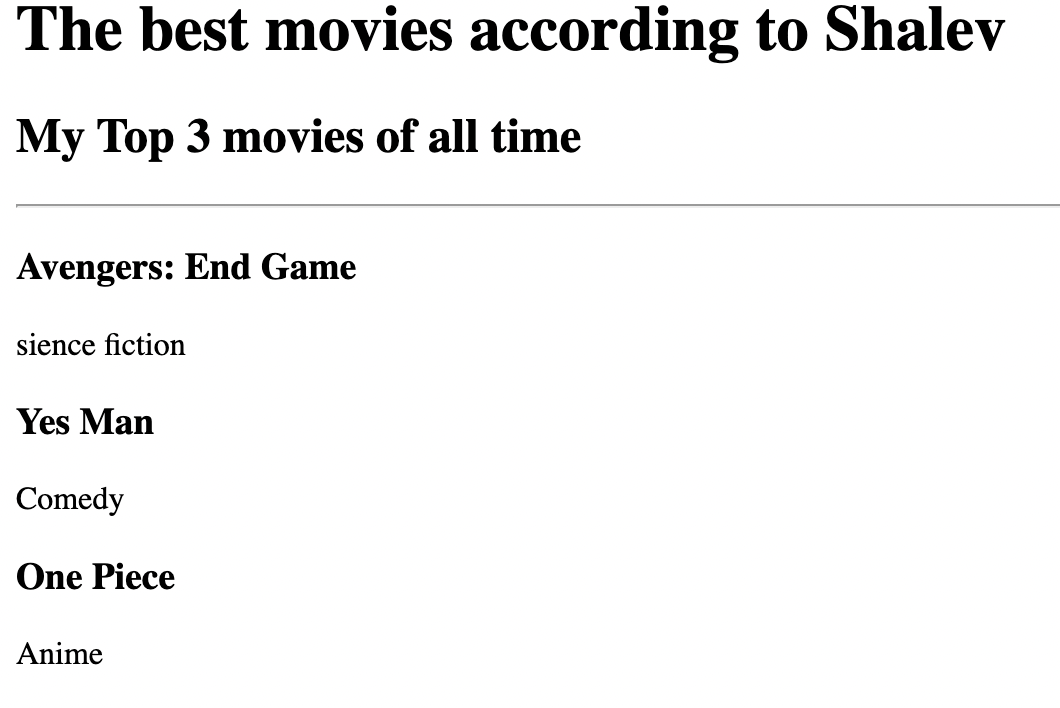 The best movies according to Shalev
My Top 3 movies of all time
Avengers: End Game
sience fiction
Yes Man
Comedy
One Piece
Anime